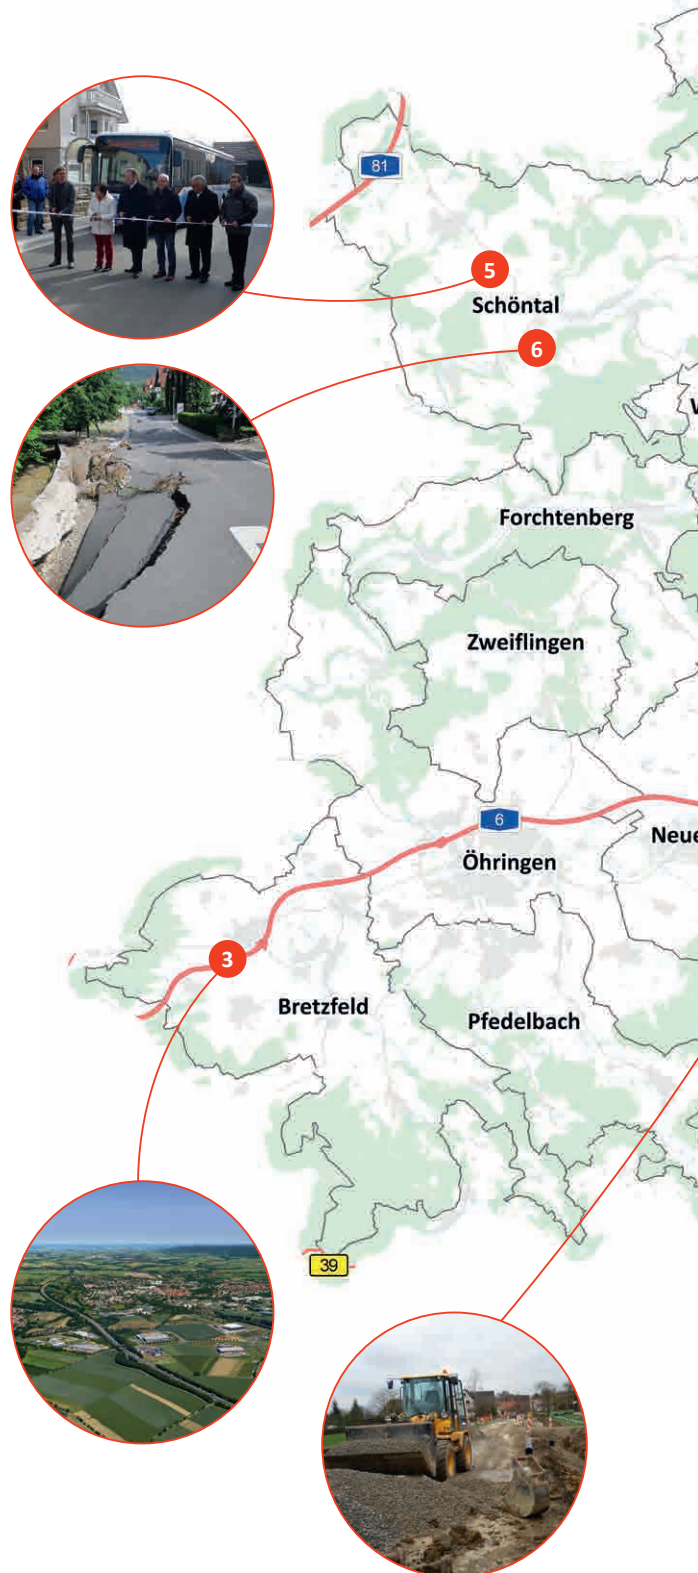 81
5
Schöntal
6
Forchtenberg
Zweiflingen
6
Neue
Öhringen
3
Bretzfeld
Pfedelbach
39